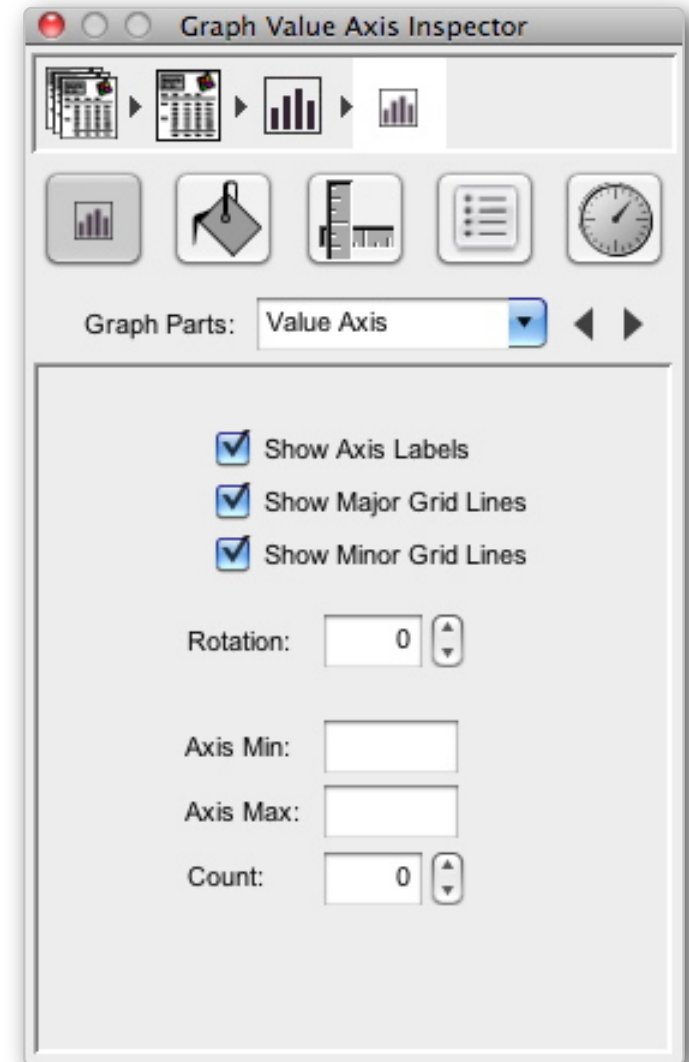 Graph Value Axis Inspector
Graph Parts: Value Axis
Show Axis Labels
Show Major Grid Lines
Show Minor Grid Lines
Rotation: 0
Axis Min:
Axis Max:
Count: 0